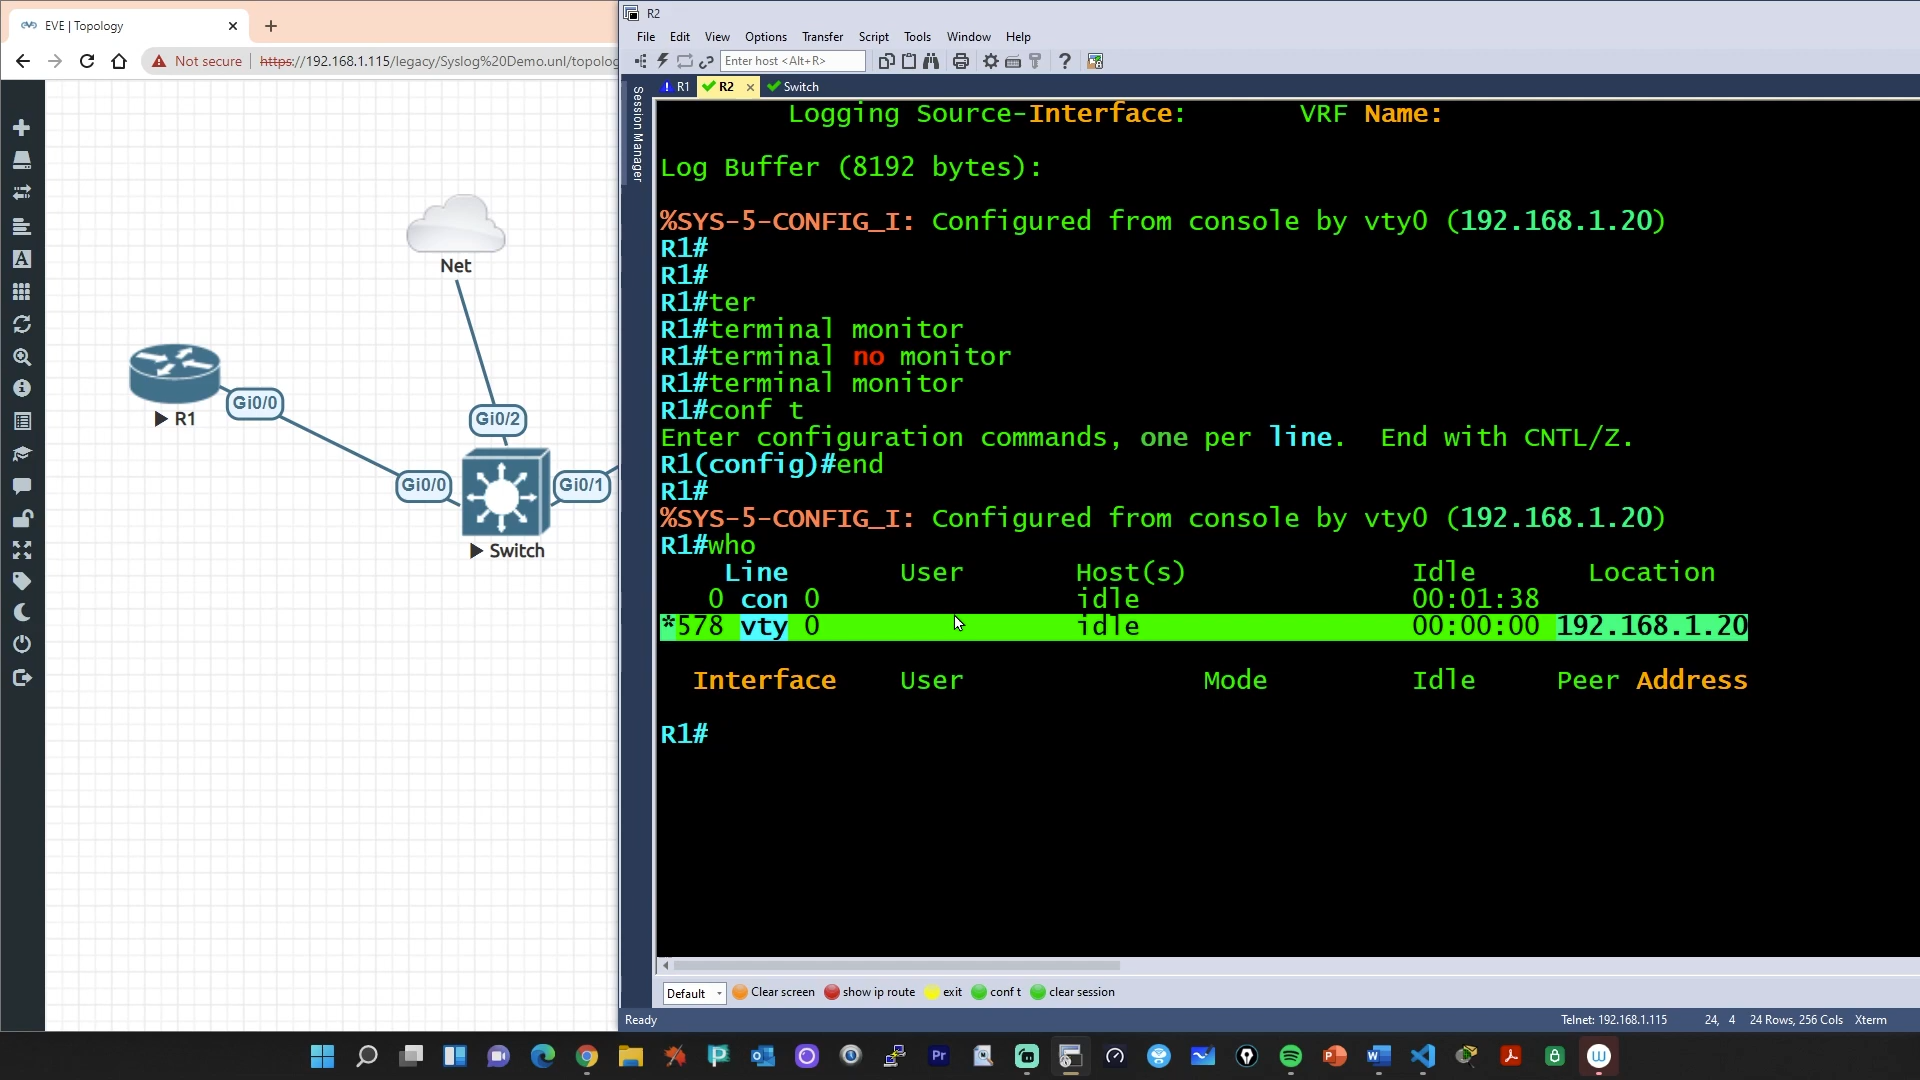 EVE | Topology
Not secure | https://192.168.1.115/legacy/Syslog%20Demo.unl/topolog
Net
R1
Gi0/0
Gi0/2
Gi0/0
Gi0/1
Switch
R2
File Edit View Options Transfer Script Tools Window Help
Enter host <Alt+R>
R1 R2 Switch
Session Manager
Logging Source-Interface: VRF Name:
Log Buffer (8192 bytes):
%SYS-5-CONFIG_I: Configured from console by vty0 (192.168.1.20)
R1#
R1#
R1#ter
R1#terminal monitor
R1#terminal no monitor
R1#terminal monitor
R1#conf t
Enter configuration commands, one per line. End with CNTL/Z.
R1(config)#end
R1#
%SYS-5-CONFIG_I: Configured from console by vty0 (192.168.1.20)
R1#who
Line User Host(s) Idle Location
0 con 0 idle 00:01:38
*578 vty 0 idle 00:00:00 192.168.1.20
Interface User Mode Idle Peer Address
R1#
Default Clear screen show ip route exit conf t clear session
Ready Telnet: 192.168.1.115 24, 4 24 Rows, 256 Cols Xterm